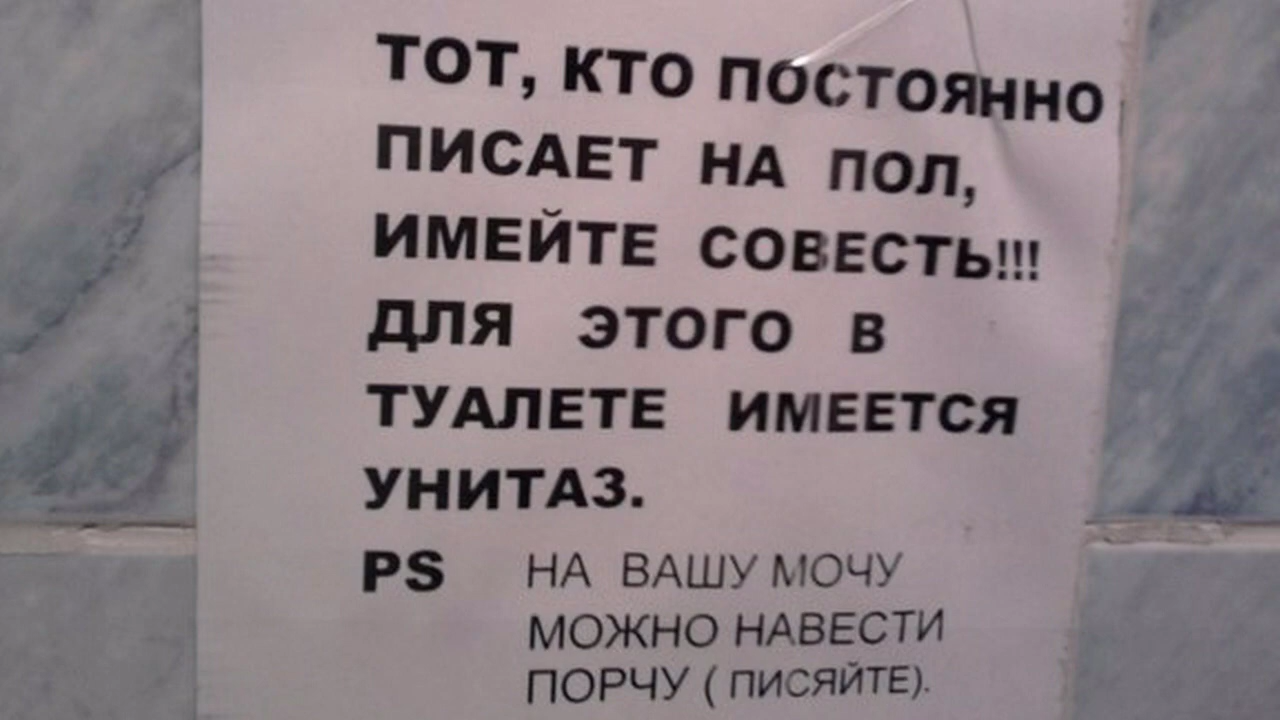 ТОТ, КТО ПОСТОЯННО
ПИСАЕТ НА ПОЛ,
ИМЕЙТЕ СОВЕСТЬ!!!
ДЛЯ ЭТОГО В
ТУАЛЕТЕ ИМЕЕТСЯ
УНИТАЗ.
PS НА ВАШУ МОЧУ
МОЖНО НАВЕСТИ
ПОРЧУ ( ПИСЯЙТЕ).